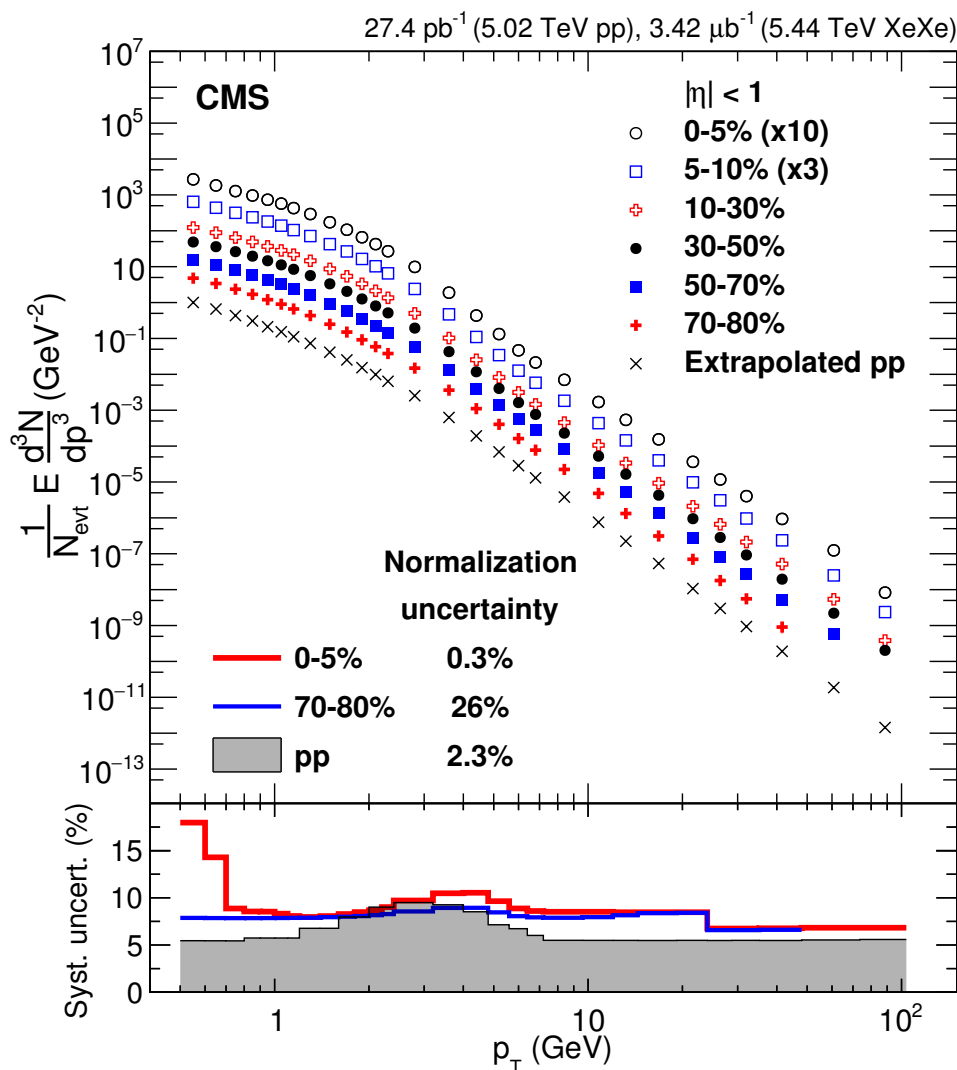 27.4 pb⁻¹ (5.02 TeV pp), 3.42 μb⁻¹ (5.44 TeV XeXe)
CMS
|η| < 1
0-5% (x10)
5-10% (x3)
10-30%
30-50%
50-70%
70-80%
Extrapolated pp
10⁷
10⁵
10³
10
10⁻¹
10⁻³
10⁻⁵
10⁻⁷
10⁻⁹
10⁻¹¹
10⁻¹³
1/N_evt E d³N/dp³ (GeV⁻²)
Normalization
uncertainty
0-5% 0.3%
70-80% 26%
pp 2.3%
Syst. uncert. (%)
15
10
5
0
1 10 10²
p_T (GeV)